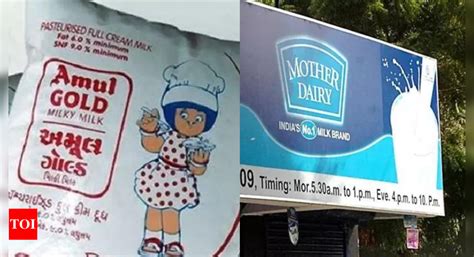 PASTEURISED FULL CREAM MILK
Fat 6.0 % minimum
SNF 9.0 % minimum
Amul
GOLD
MILKY MILK
અમૂલ
ગોલ્ડ
MOTHER
DAIRY
INDIA'S No.1 MILK BRAND
09, Timing: Mor.5.30a.m. to 1.p.m., Eve. 4.p.m. to 10. P.m.
TOI